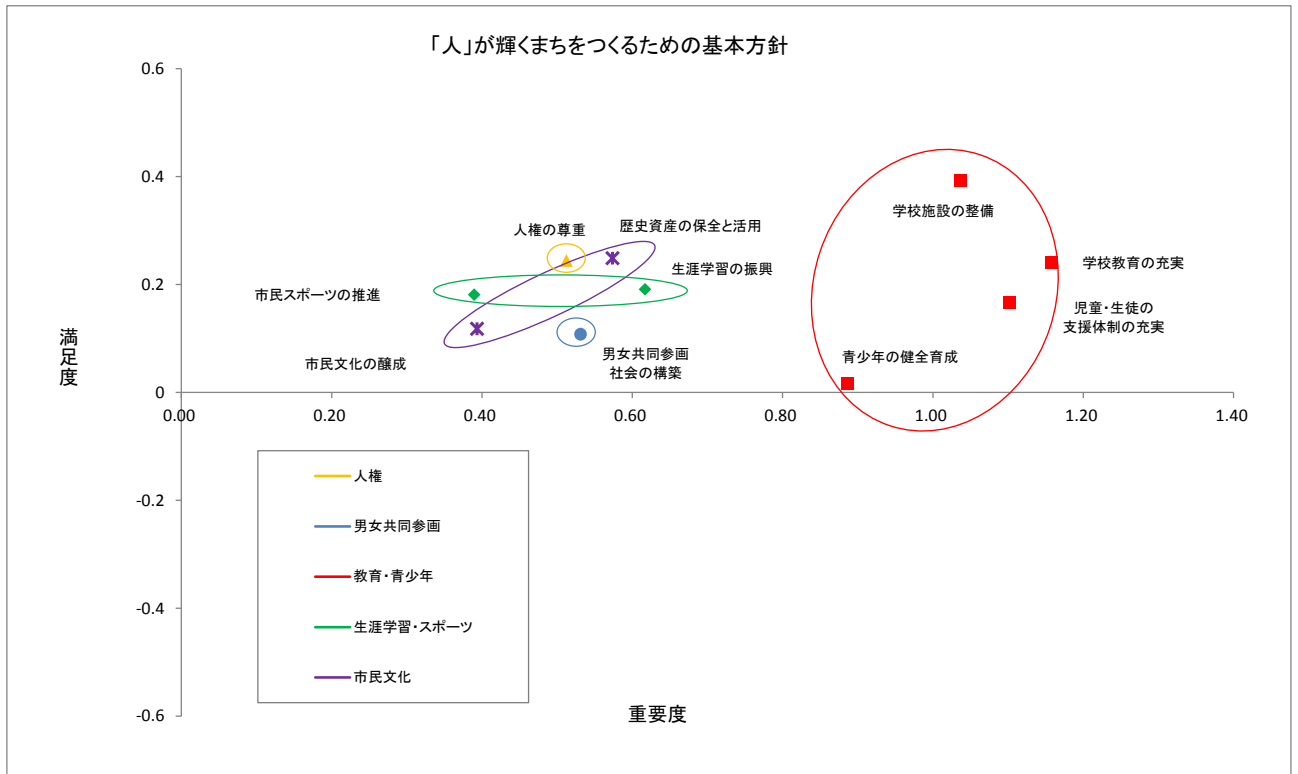 「人」が輝くまちをつくるための基本方針
0.6
0.4
0.2
0
-0.2
-0.4
-0.6
満足度
0.00
0.20
0.40
0.60
0.80
1.00
1.20
1.40
重要度
人権の尊重
歴史資産の保全と活用
生涯学習の振興
市民スポーツの推進
市民文化の醸成
男女共同参画
社会の構築
学校施設の整備
学校教育の充実
児童・生徒の
支援体制の充実
青少年の健全育成
人権
男女共同参画
教育・青少年
生涯学習・スポーツ
市民文化